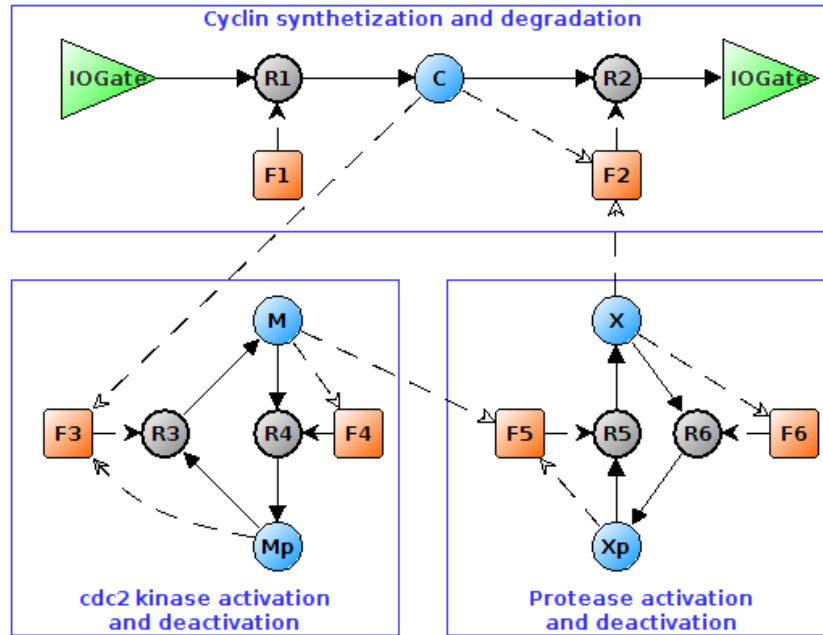 Cyclin synthetization and degradation
IOGate
R1
C
R2
IOGate
F1
F2
M
X
F3
R3
R4
F4
F5
R5
R6
F6
Mp
Xp
cdc2 kinase activation
and deactivation
Protease activation
and deactivation